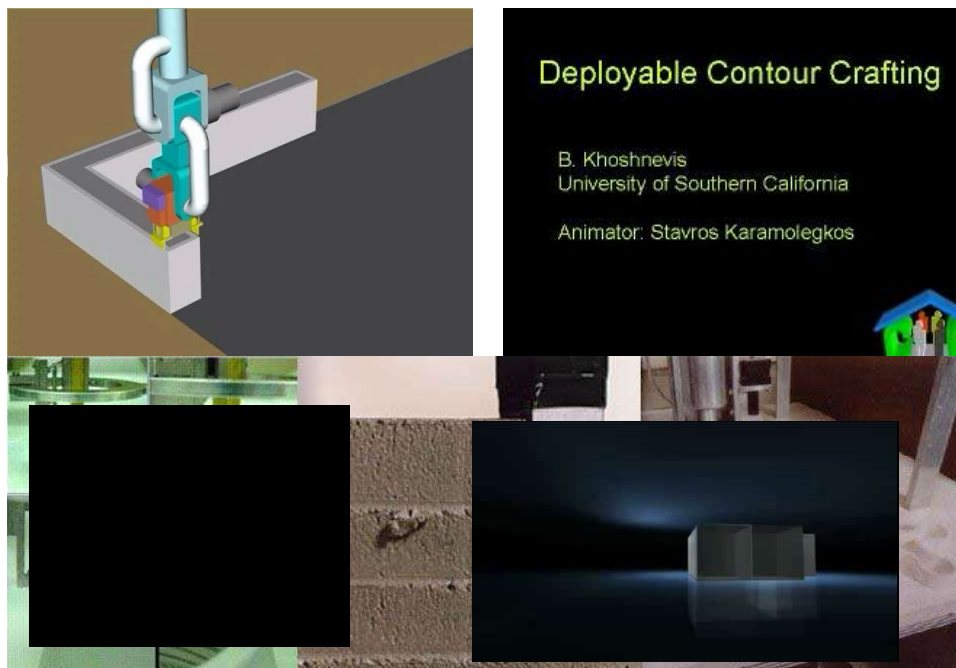 Deployable Contour Crafting
B. Khoshnevis
University of Southern California
Animator: Stavros Karamolegkos